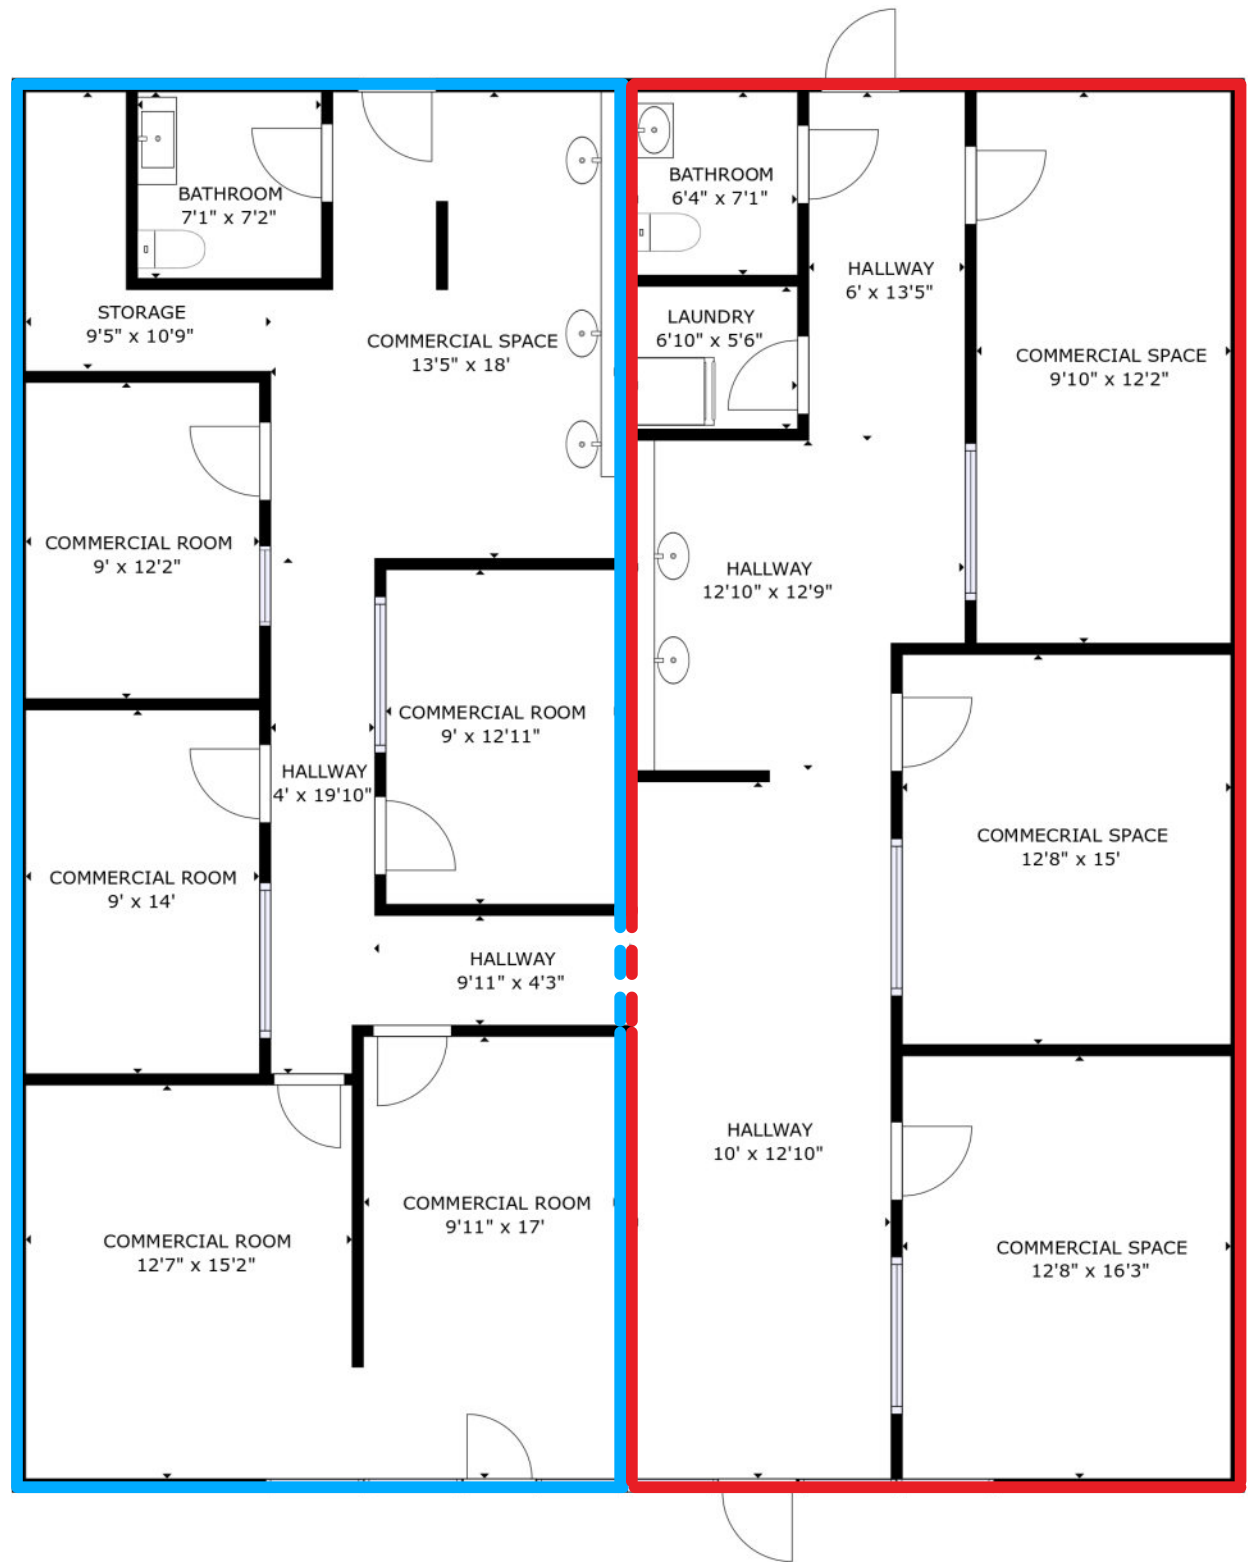 BATHROOM
7'1" x 7'2"
STORAGE
9'5" x 10'9"
COMMERCIAL SPACE
13'5" x 18'
COMMERCIAL ROOM
9' x 12'2"
COMMERCIAL ROOM
9' x 12'11"
HALLWAY
4' x 19'10"
COMMERCIAL ROOM
9' x 14'
HALLWAY
9'11" x 4'3"
COMMERCIAL ROOM
9'11" x 17'
COMMERCIAL ROOM
12'7" x 15'2"
BATHROOM
6'4" x 7'1"
HALLWAY
6' x 13'5"
LAUNDRY
6'10" x 5'6"
COMMERCIAL SPACE
9'10" x 12'2"
HALLWAY
12'10" x 12'9"
COMMECRIAL SPACE
12'8" x 15'
HALLWAY
10' x 12'10"
COMMERCIAL SPACE
12'8" x 16'3"